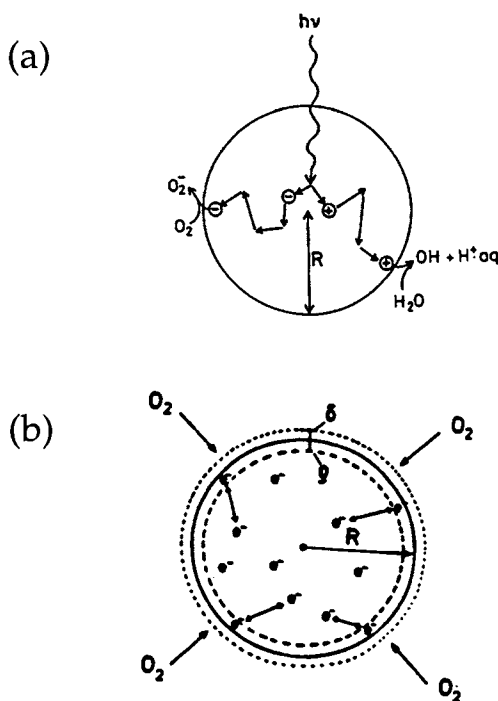 (a)
hν
O₂⁻
O₂
⊖
⊖
⊕
⊕
R
OH + H⁺·aq
H₂O
(b)
O₂
O₂
δ
e⁻
e⁻
e⁻
e⁻
e⁻
e⁻
R
e⁻
e⁻
e⁻
e⁻
e⁻
e⁻
O₂
O₂